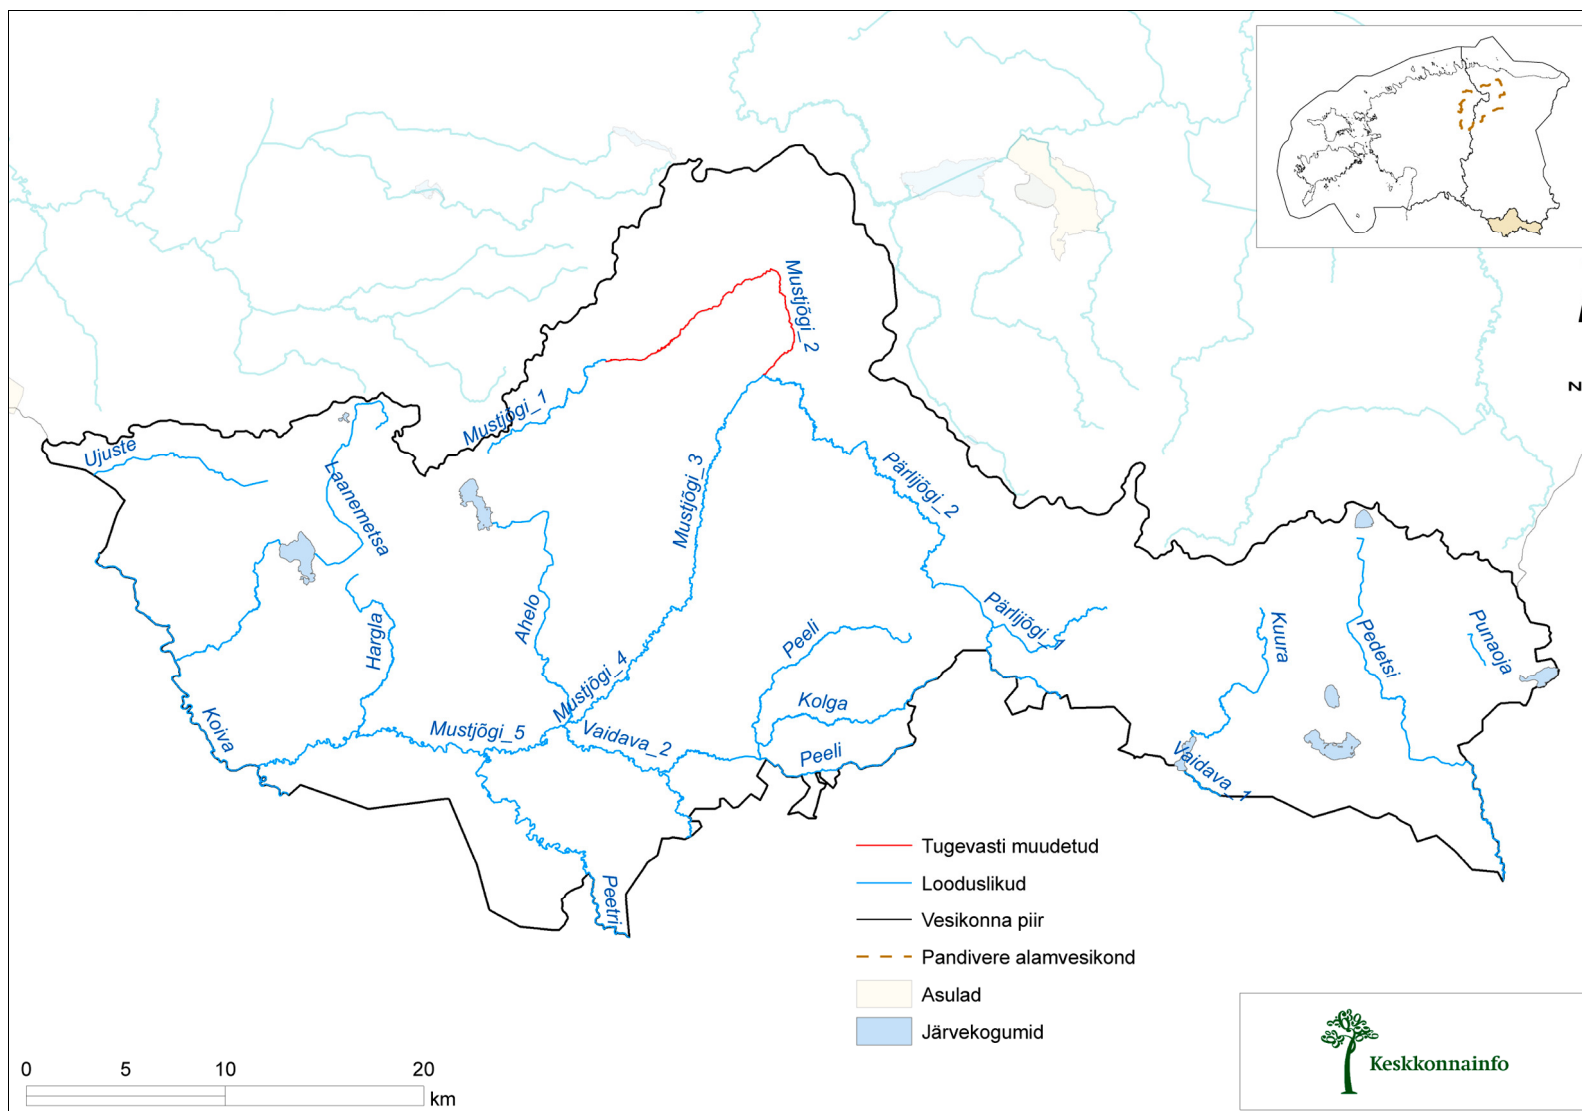 Mustjõgi_2
Mustjõgi_1
Ujuste
Laanemetsa
Mustjõgi_3
Pärlijõgi_2
Hargla
Ahelo
Peeli
Pärlijõgi_1
Kuura
Pedetsi
Punaoja
Mustjõgi_4
Kolga
Koiva
Mustjõgi_5
Vaidava_2
Peeli
Vaidava_1
Peetri
Tugevasti muudetud
Looduslikud
Vesikonna piir
Pandivere alamvesikond
Asulad
Järvekogumid
0 5 10 20
km
Keskkonnainfo
z